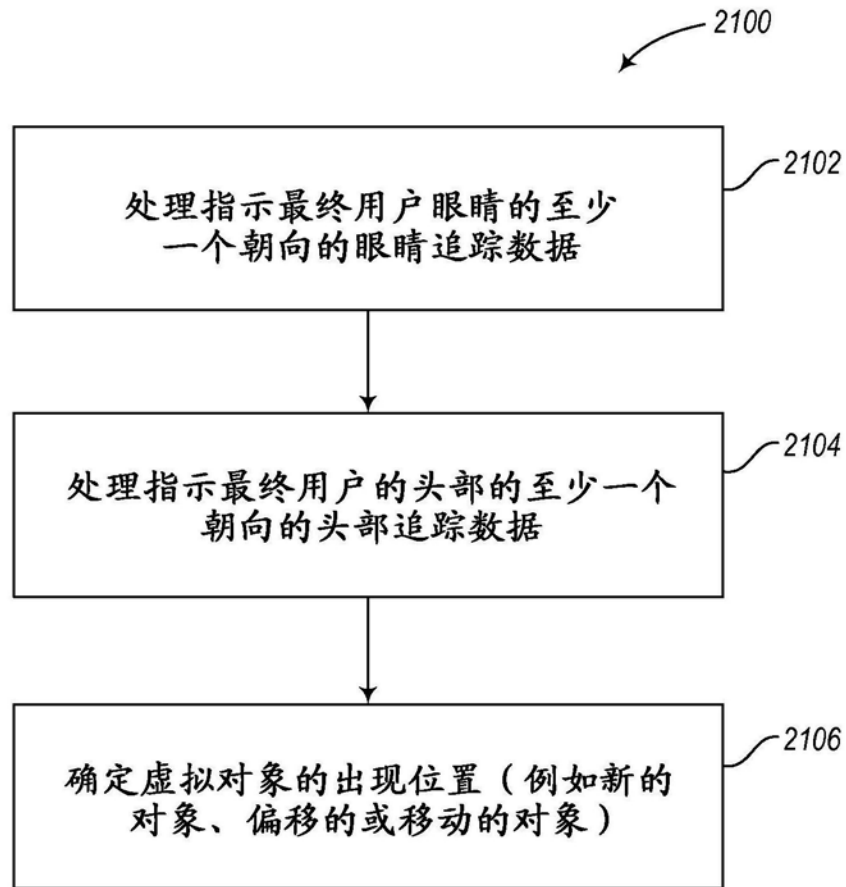 2100
处理指示最终用户眼睛的至少
一个朝向的眼睛追踪数据
2102
处理指示最终用户的头部的至少一个
朝向的头部追踪数据
2104
确定虚拟对象的出现位置（例如新的
对象、偏移的或移动的对象）
2106